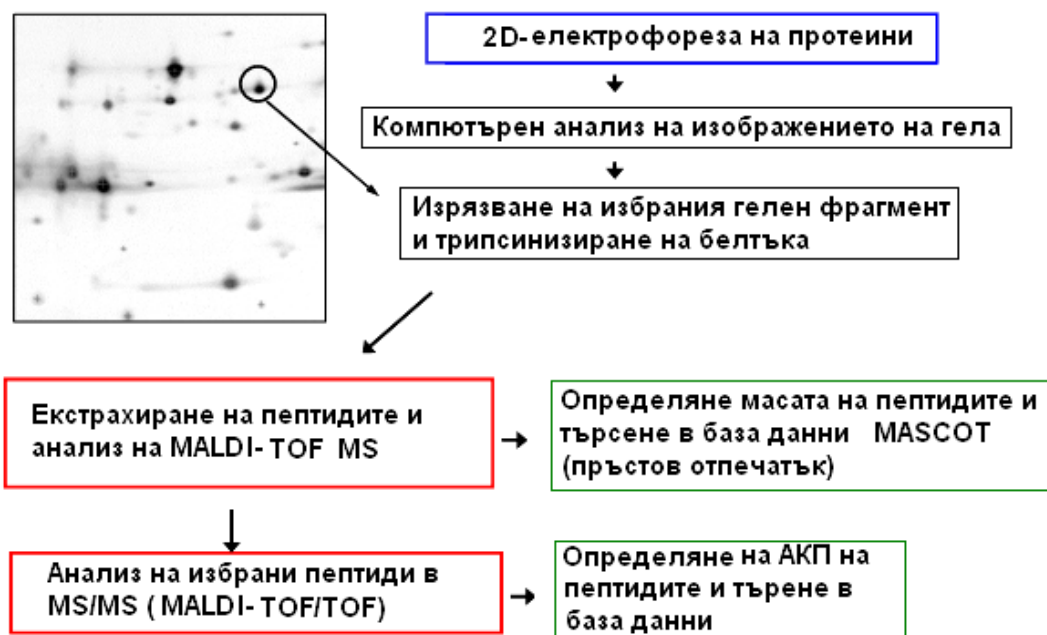 2D-електрофореза на протеини
Компютърен анализ на изображението на гела
Изрязване на избрания гелен фрагмент
и трипсинизиране на белтъка
Екстрахиране на пептидите и
анализ на MALDI-TOF MS
Определяне масата на пептидите и
търсене в база данни MASCOT
(пръстов отпечатък)
Анализ на избрани пептиди в
MS/MS ( MALDI-TOF/TOF)
Определяне на АКП на
пептидите и търене в
база данни